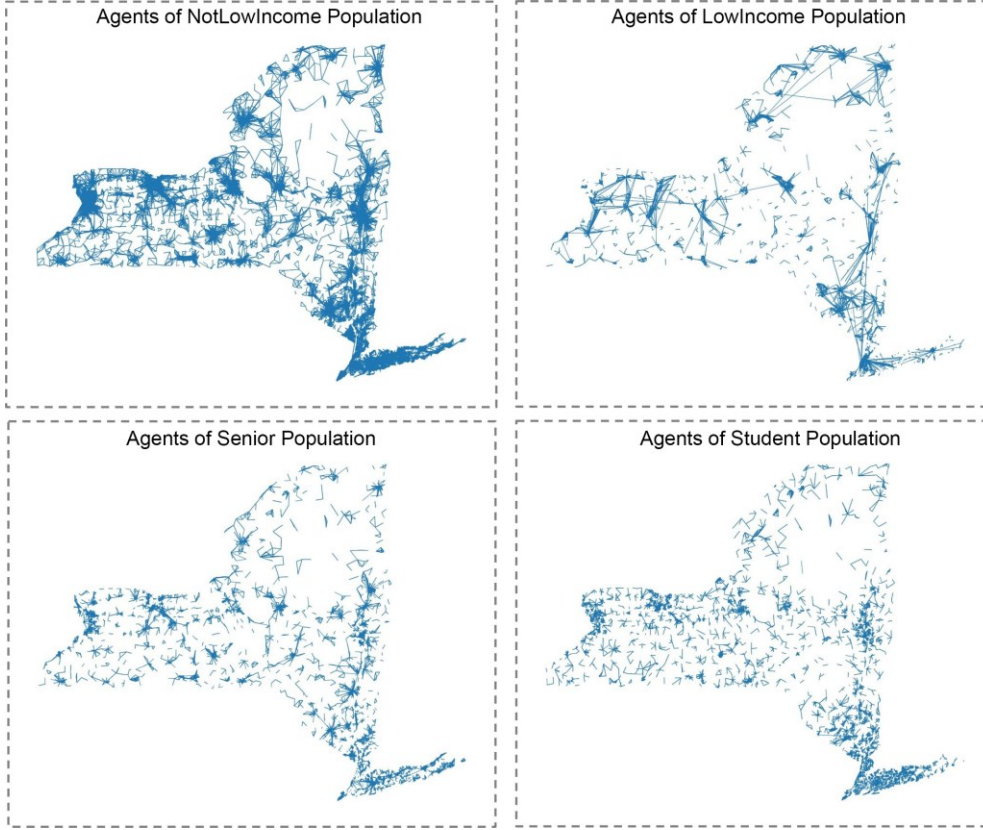 Agents of NotLowIncome Population
Agents of LowIncome Population
Agents of Senior Population
Agents of Student Population